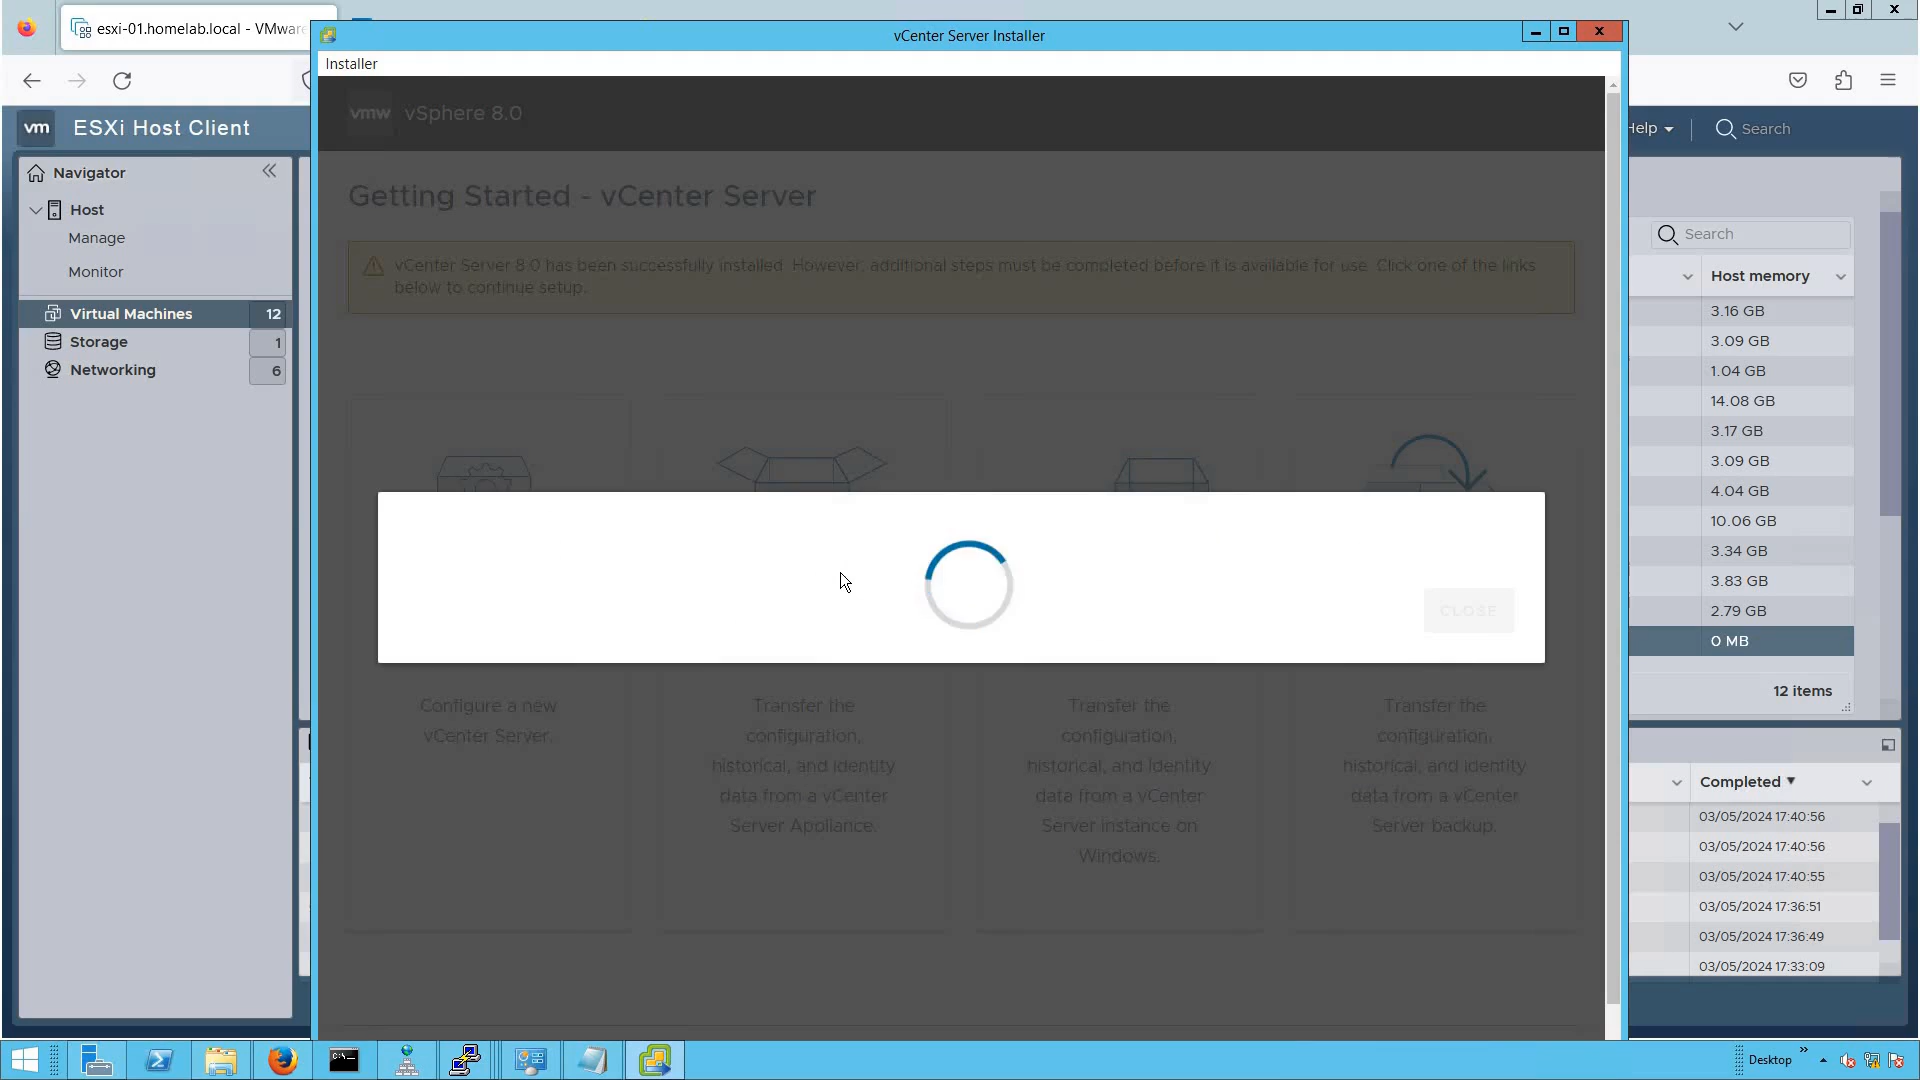 esxi-01.homelab.local - VMware
vCenter Server Installer
Installer
vmw vSphere 8.0
vm ESXi Host Client
Help
Search
Navigator
Host
Manage
Monitor
Virtual Machines 12
Storage 1
Networking 6
Getting Started - vCenter Server
vCenter Server 8.0 has been successfully installed. However, additional steps must be completed before it is available for use. Click one of the links
below to continue setup.
CLOSE
Configure a new
vCenter Server.
Transfer the
configuration,
historical, and identity
data from a vCenter
Server Appliance.
Transfer the
configuration,
historical, and identity
data from a vCenter
Server instance on
Windows.
Transfer the
configuration,
historical, and identity
data from a vCenter
Server backup.
Search
Host memory
3.16 GB
3.09 GB
1.04 GB
14.08 GB
3.17 GB
3.09 GB
4.04 GB
10.06 GB
3.34 GB
3.83 GB
2.79 GB
0 MB
12 items
Completed
03/05/2024 17:40:56
03/05/2024 17:40:56
03/05/2024 17:40:55
03/05/2024 17:36:51
03/05/2024 17:36:49
03/05/2024 17:33:09
Desktop